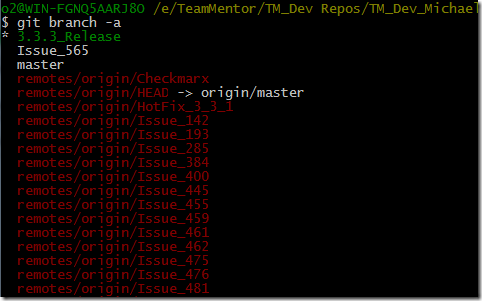 o2@WIN-FGNQ5AARJ8O /e/TeamMentor/TM_Dev Repos/TM_Dev_Michael
$ git branch -a
* 3.3.3_Release
Issue_565
master
remotes/origin/Checkmarx
remotes/origin/HEAD -> origin/master
remotes/origin/HotFix_3_3_1
remotes/origin/Issue_142
remotes/origin/Issue_193
remotes/origin/Issue_285
remotes/origin/Issue_384
remotes/origin/Issue_400
remotes/origin/Issue_445
remotes/origin/Issue_455
remotes/origin/Issue_459
remotes/origin/Issue_461
remotes/origin/Issue_462
remotes/origin/Issue_475
remotes/origin/Issue_476
remotes/origin/Issue_481